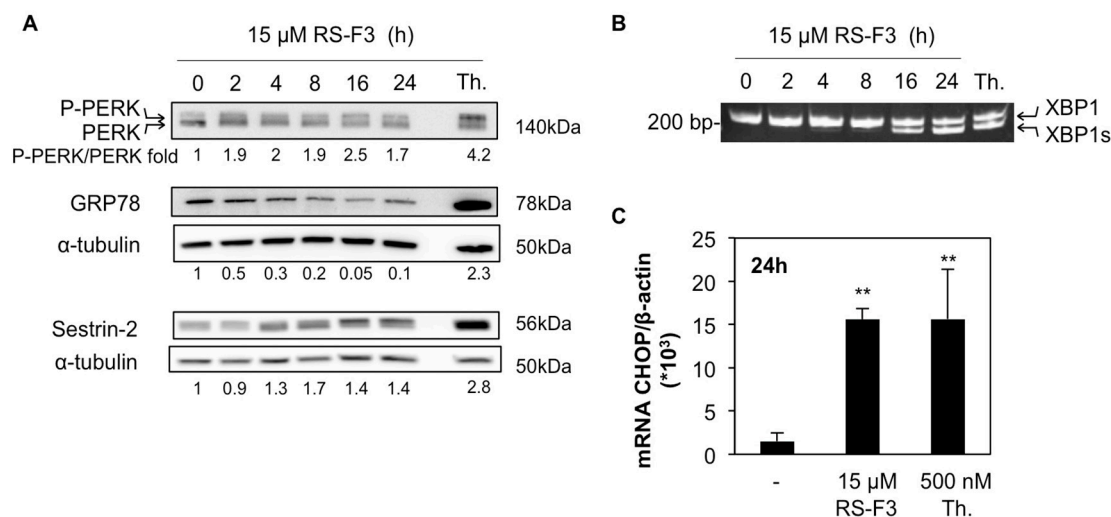 A
15 µM RS-F3 (h)
0 2 4 8 16 24 Th.
P-PERK
PERK
140kDa
P-PERK/PERK fold 1 1.9 2 1.9 2.5 1.7 4.2
GRP78
78kDa
α-tubulin
50kDa
1 0.5 0.3 0.2 0.05 0.1 2.3
Sestrin-2
56kDa
α-tubulin
50kDa
1 0.9 1.3 1.7 1.4 1.4 2.8
B
15 µM RS-F3 (h)
0 2 4 8 16 24 Th.
200 bp-
XBP1
XBP1s
C
mRNA CHOP/β-actin
(*10³)
25
20
15
10
5
0
24h
**
**
-
15 µM
RS-F3
500 nM
Th.